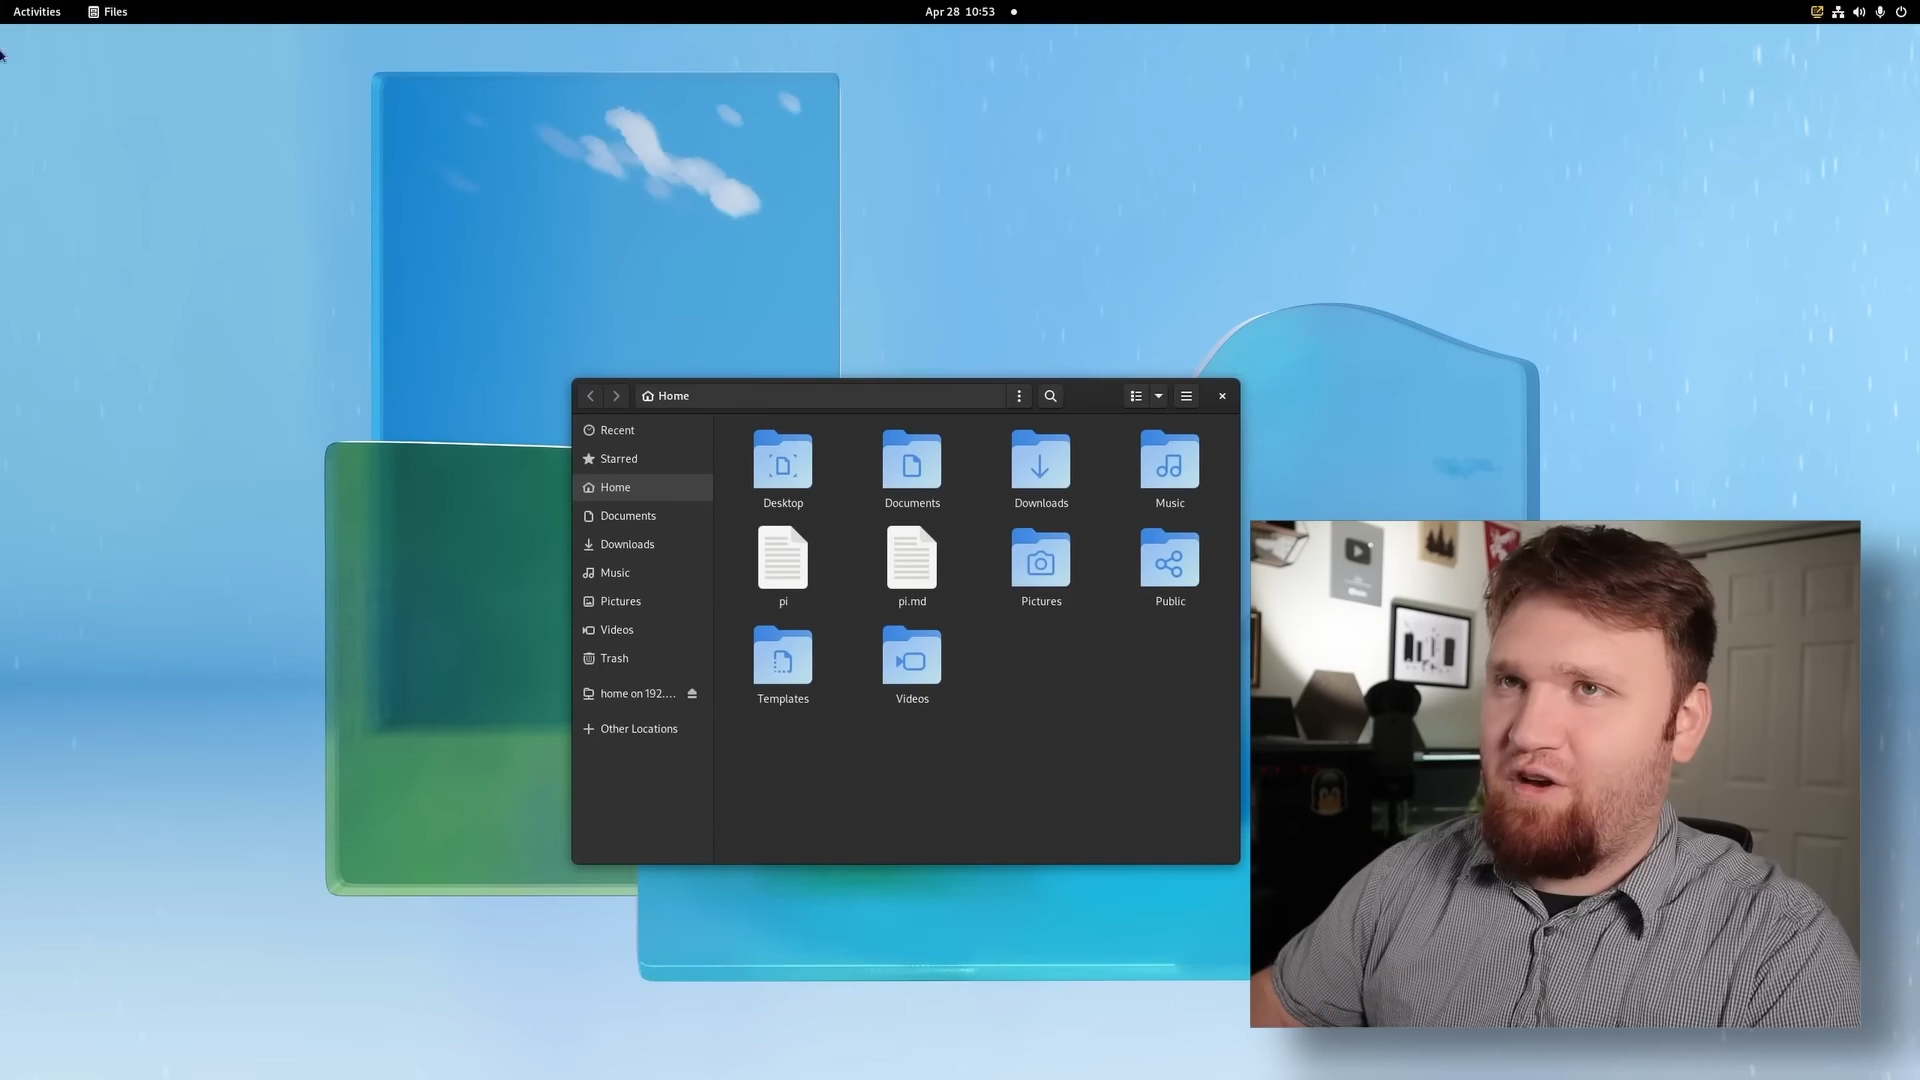 Activities
Files
Apr 28 10:53
Home
Recent
Starred
Home
Documents
Downloads
Music
Pictures
Videos
Trash
home on 192....
Other Locations
Desktop
Documents
Downloads
Music
pi
pi.md
Pictures
Public
Templates
Videos